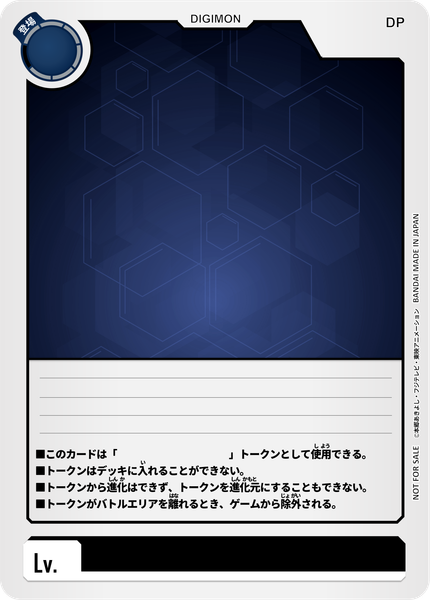 登場
DIGIMON
DP
■このカードは「　　　　　　　　」トークンとして使用できる。
■トークンはデッキに入れることができない。
■トークンから進化はできず、トークンを進化元にすることもできない。
■トークンがバトルエリアを離れるとき、ゲームから除外される。
Lv.
NOT FOR SALE ©本郷あきよし・フジテレビ・東映アニメーション BANDAI MADE IN JAPAN